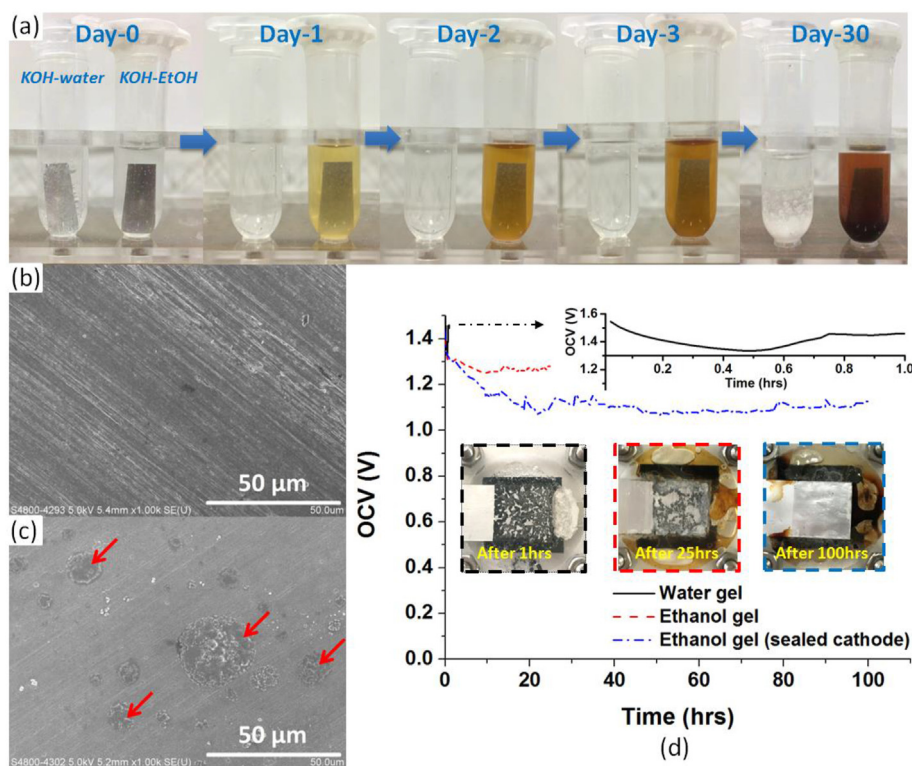 (a)
Day-0
Day-1
Day-2
Day-3
Day-30
KOH-water
KOH-EtOH
(b)
50 µm
S4800-4293 5.0kV 5.4mm x1.00k SE(U)
50.0um
(c)
50 µm
S4800-4302 5.0kV 5.2mm x1.00k SE(U)
50.0um
1.4
1.2
1.0
0.8
0.6
0.4
0.2
0.0
OCV (V)
0
20
40
60
80
100
Time (hrs)
1.6
1.4
1.2
OCV (V)
0.0
0.2
0.4
0.6
0.8
1.0
Time (hrs)
After 1hrs
After 25hrs
After 100hrs
Water gel
Ethanol gel
Ethanol gel (sealed cathode)
(d)